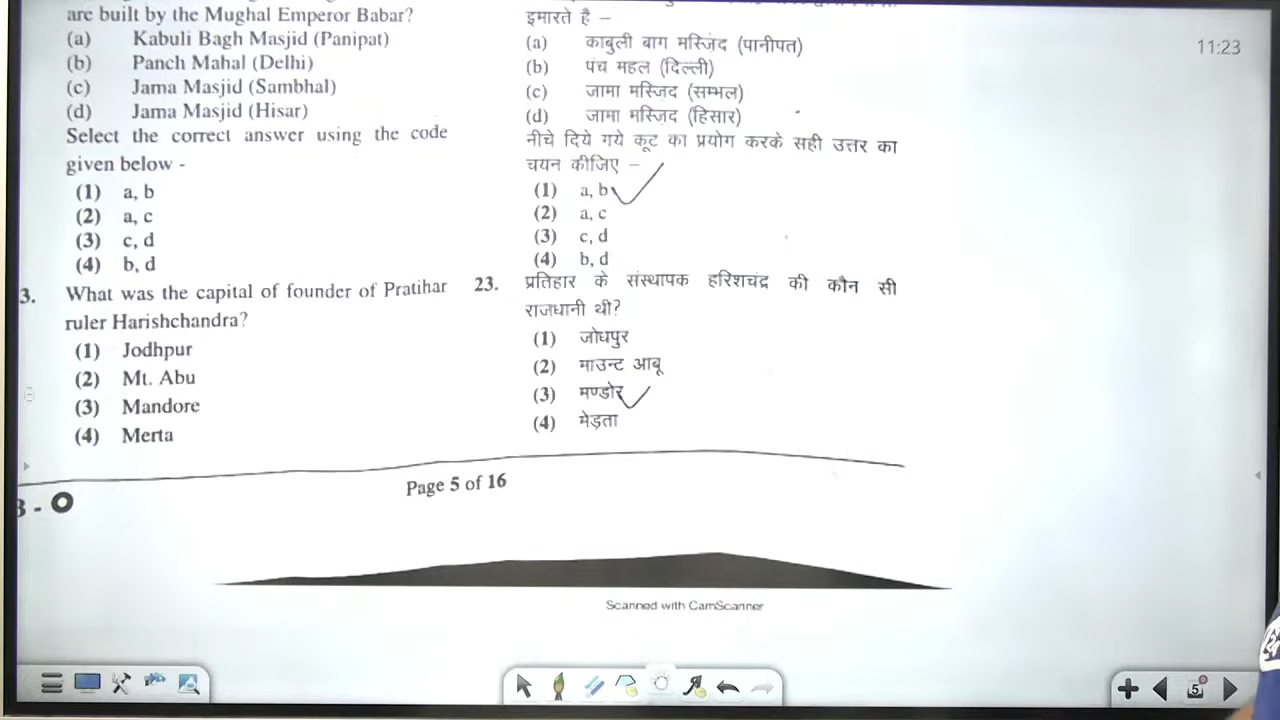 are built by the Mughal Emperor Babar?
(a) Kabuli Bagh Masjid (Panipat)
(b) Panch Mahal (Delhi)
(c) Jama Masjid (Sambhal)
(d) Jama Masjid (Hisar)
Select the correct answer using the code
given below -
(1) a, b
(2) a, c
(3) c, d
(4) b, d
3. What was the capital of founder of Pratihar
ruler Harishchandra?
(1) Jodhpur
(2) Mt. Abu
(3) Mandore
(4) Merta
इमारते है –
(a) काबुली बाग मस्जिद (पानीपत)
(b) पंच महल (दिल्ली)
(c) जामा मस्जिद (सम्भल)
(d) जामा मस्जिद (हिसार)
नीचे दिये गये कूट का प्रयोग करके सही उत्तर का
चयन कीजिए –
(1) a, b
(2) a, c
(3) c, d
(4) b, d
23. प्रतिहार के संस्थापक हरिशचंद्र की कौन सी
राजधानी थी?
(1) जोधपुर
(2) माउन्ट आबू
(3) मण्डोर
(4) मेड़ता
11:23
Page 5 of 16
- O
Scanned with CamScanner
5